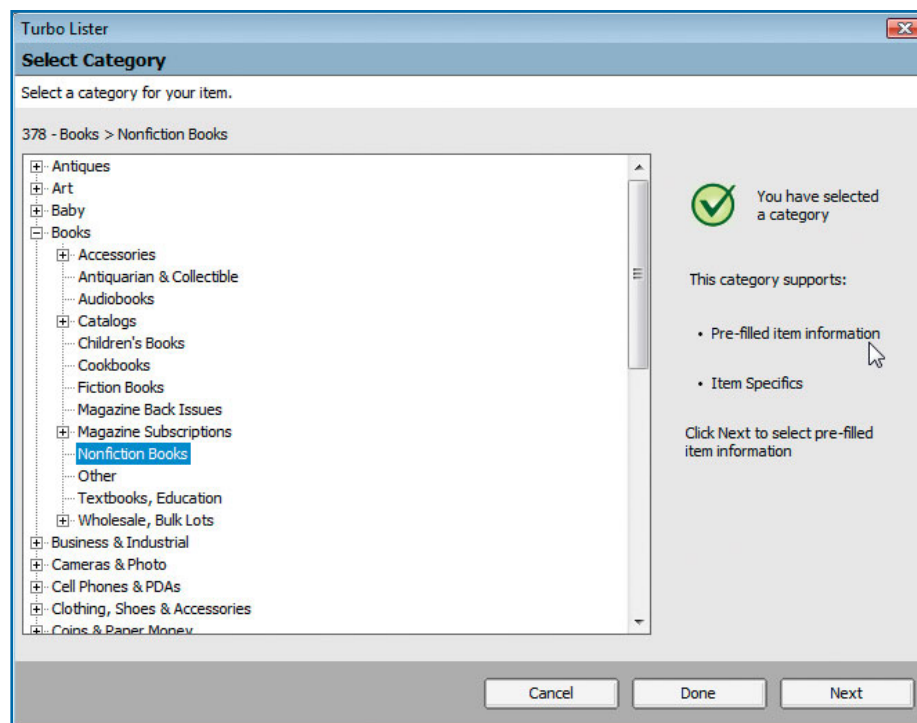 Turbo Lister
Select Category
Select a category for your item.
378 - Books > Nonfiction Books
Antiques
Art
Baby
Books
Accessories
Antiquarian & Collectible
Audiobooks
Catalogs
Children's Books
Cookbooks
Fiction Books
Magazine Back Issues
Magazine Subscriptions
Nonfiction Books
Other
Textbooks, Education
Wholesale, Bulk Lots
Business & Industrial
Cameras & Photo
Cell Phones & PDAs
Clothing, Shoes & Accessories
Coins & Paper Money
You have selected
a category
This category supports:
• Pre-filled item information
• Item Specifics
Click Next to select pre-filled
item information
Cancel Done Next